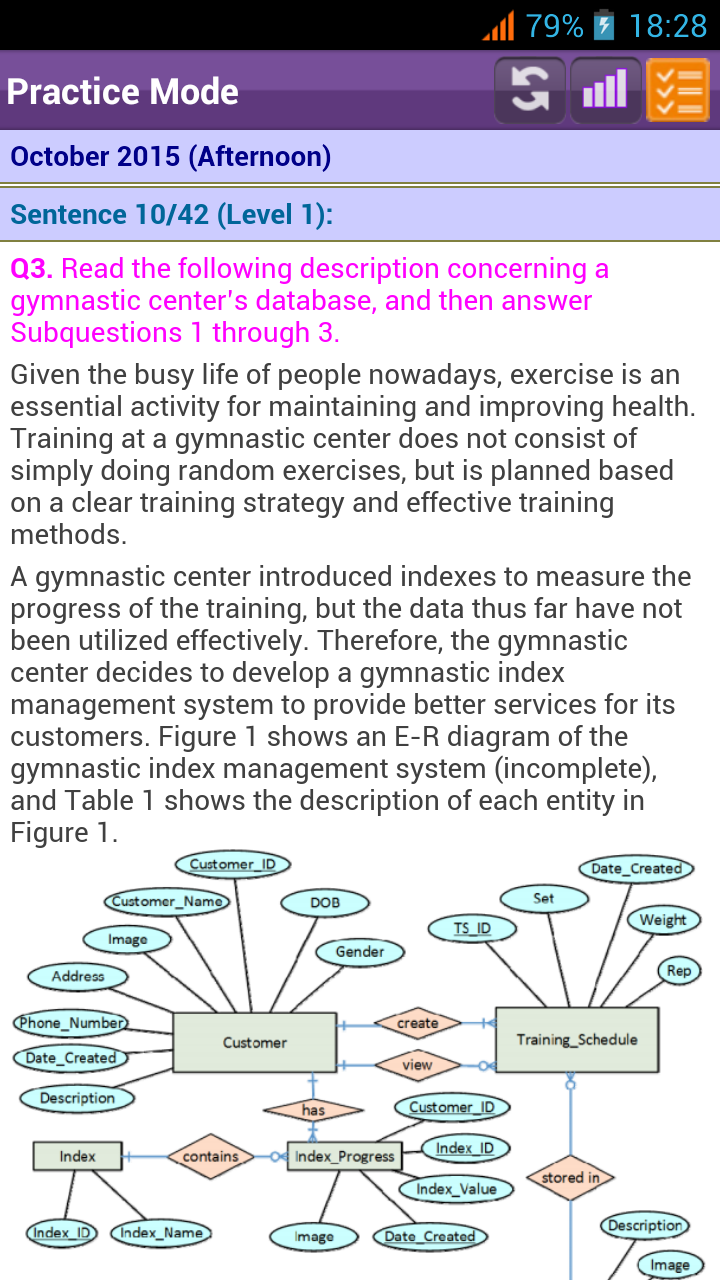 79% 18:28
Practice Mode
October 2015 (Afternoon)
Sentence 10/42 (Level 1):
Q3. Read the following description concerning a
gymnastic center's database, and then answer
Subquestions 1 through 3.
Given the busy life of people nowadays, exercise is an
essential activity for maintaining and improving health.
Training at a gymnastic center does not consist of
simply doing random exercises, but is planned based
on a clear training strategy and effective training
methods.
A gymnastic center introduced indexes to measure the
progress of the training, but the data thus far have not
been utilized effectively. Therefore, the gymnastic
center decides to develop a gymnastic index
management system to provide better services for its
customers. Figure 1 shows an E-R diagram of the
gymnastic index management system (incomplete),
and Table 1 shows the description of each entity in
Figure 1.
Customer_ID
Date_Created
Customer_Name
DOB
Set
Weight
Image
TS_ID
Gender
Rep
Address
Phone_Number
Customer
create
Training_Schedule
Date_Created
view
Description
has
Customer_ID
Index
contains
Index_Progress
Index_ID
stored in
Index_Value
Index_ID
Index_Name
Image
Date_Created
Description
Image